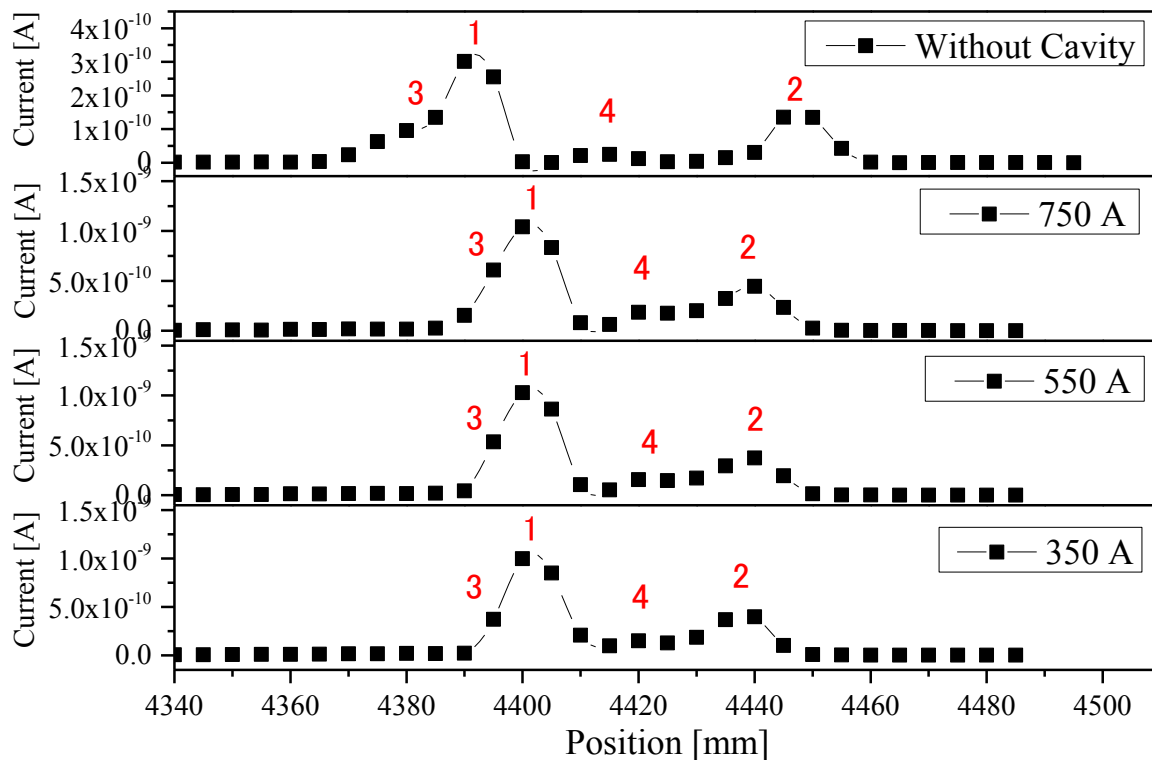 Current [A]
4x10-10
3x10-10
2x10-10
1x10-10
0
1
3
4
2
Without Cavity
Current [A]
1.5x10-9
1.0x10-9
5.0x10-10
0.0
1
3
4
2
750 A
Current [A]
1.5x10-9
1.0x10-9
5.0x10-10
0.0
1
3
4
2
550 A
Current [A]
1.5x10-9
1.0x10-9
5.0x10-10
0.0
1
3
4
2
350 A
4340 4360 4380 4400 4420 4440 4460 4480 4500
Position [mm]